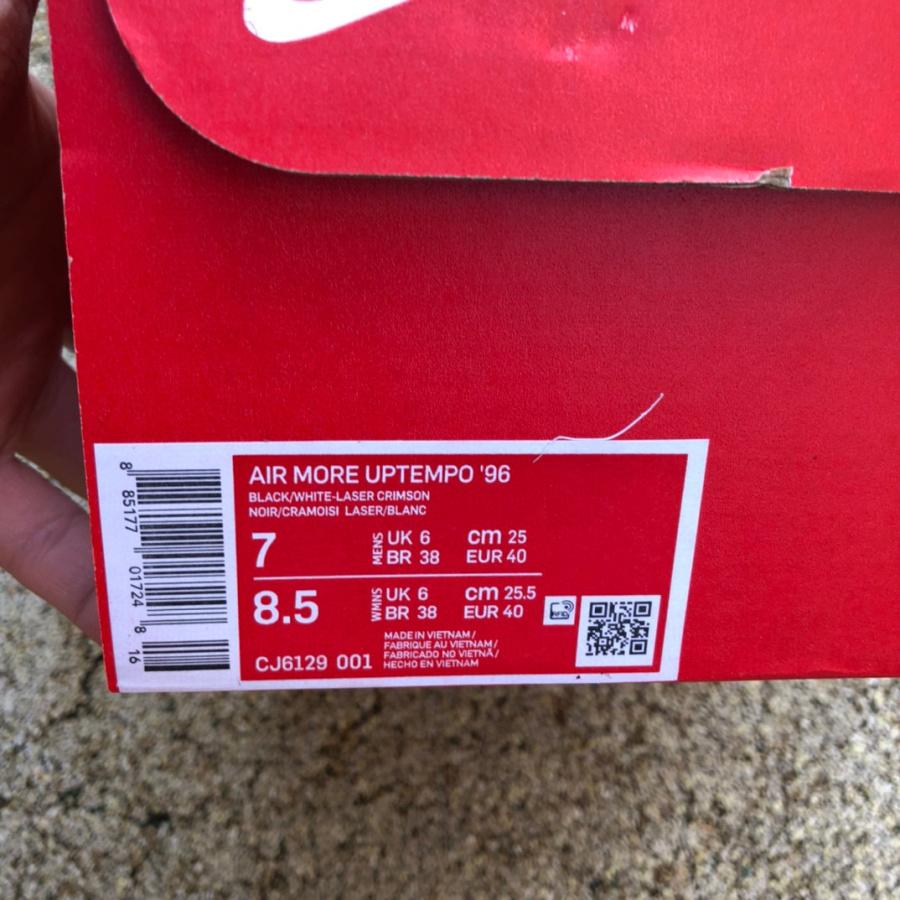 AIR MORE UPTEMPO '96
BLACK/WHITE-LASER CRIMSON
NOIR/CRAMOISI LASER/BLANC
7 MENS UK 6 cm 25
BR 38 EUR 40
8.5 WMNS UK 6 cm 25.5
BR 38 EUR 40
RFID
MADE IN VIETNAM /
FABRIQUE AU VIETNAM /
FABRICADO NO VIETNÃ /
HECHO EN VIETNAM
CJ6129 001
8 85177 01724 8 16